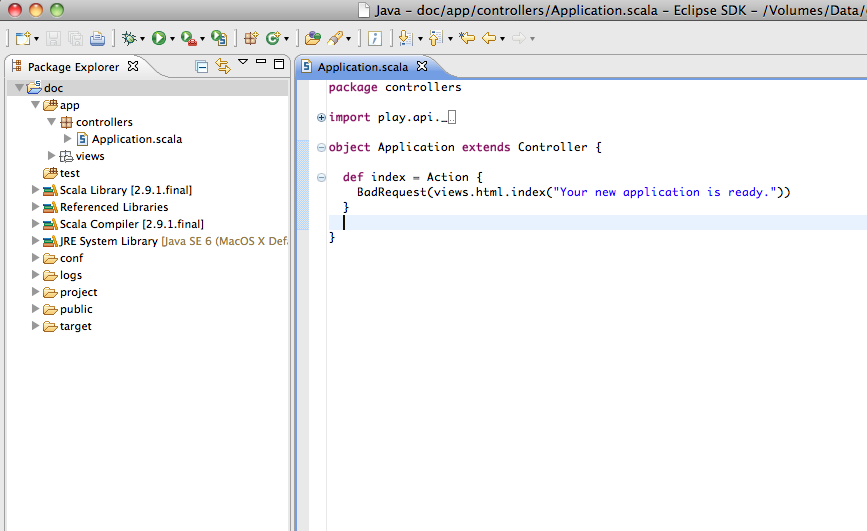 Java – doc/app/controllers/Application.scala – Eclipse SDK – /Volumes/Data/
Package Explorer
doc
app
controllers
Application.scala
views
test
Scala Library [2.9.1.final]
Referenced Libraries
Scala Compiler [2.9.1.final]
JRE System Library [Java SE 6 (MacOS X Defa
conf
logs
project
public
target
Application.scala
package controllers
import play.api._
object Application extends Controller {
def index = Action {
BadRequest(views.html.index("Your new application is ready."))
}
}